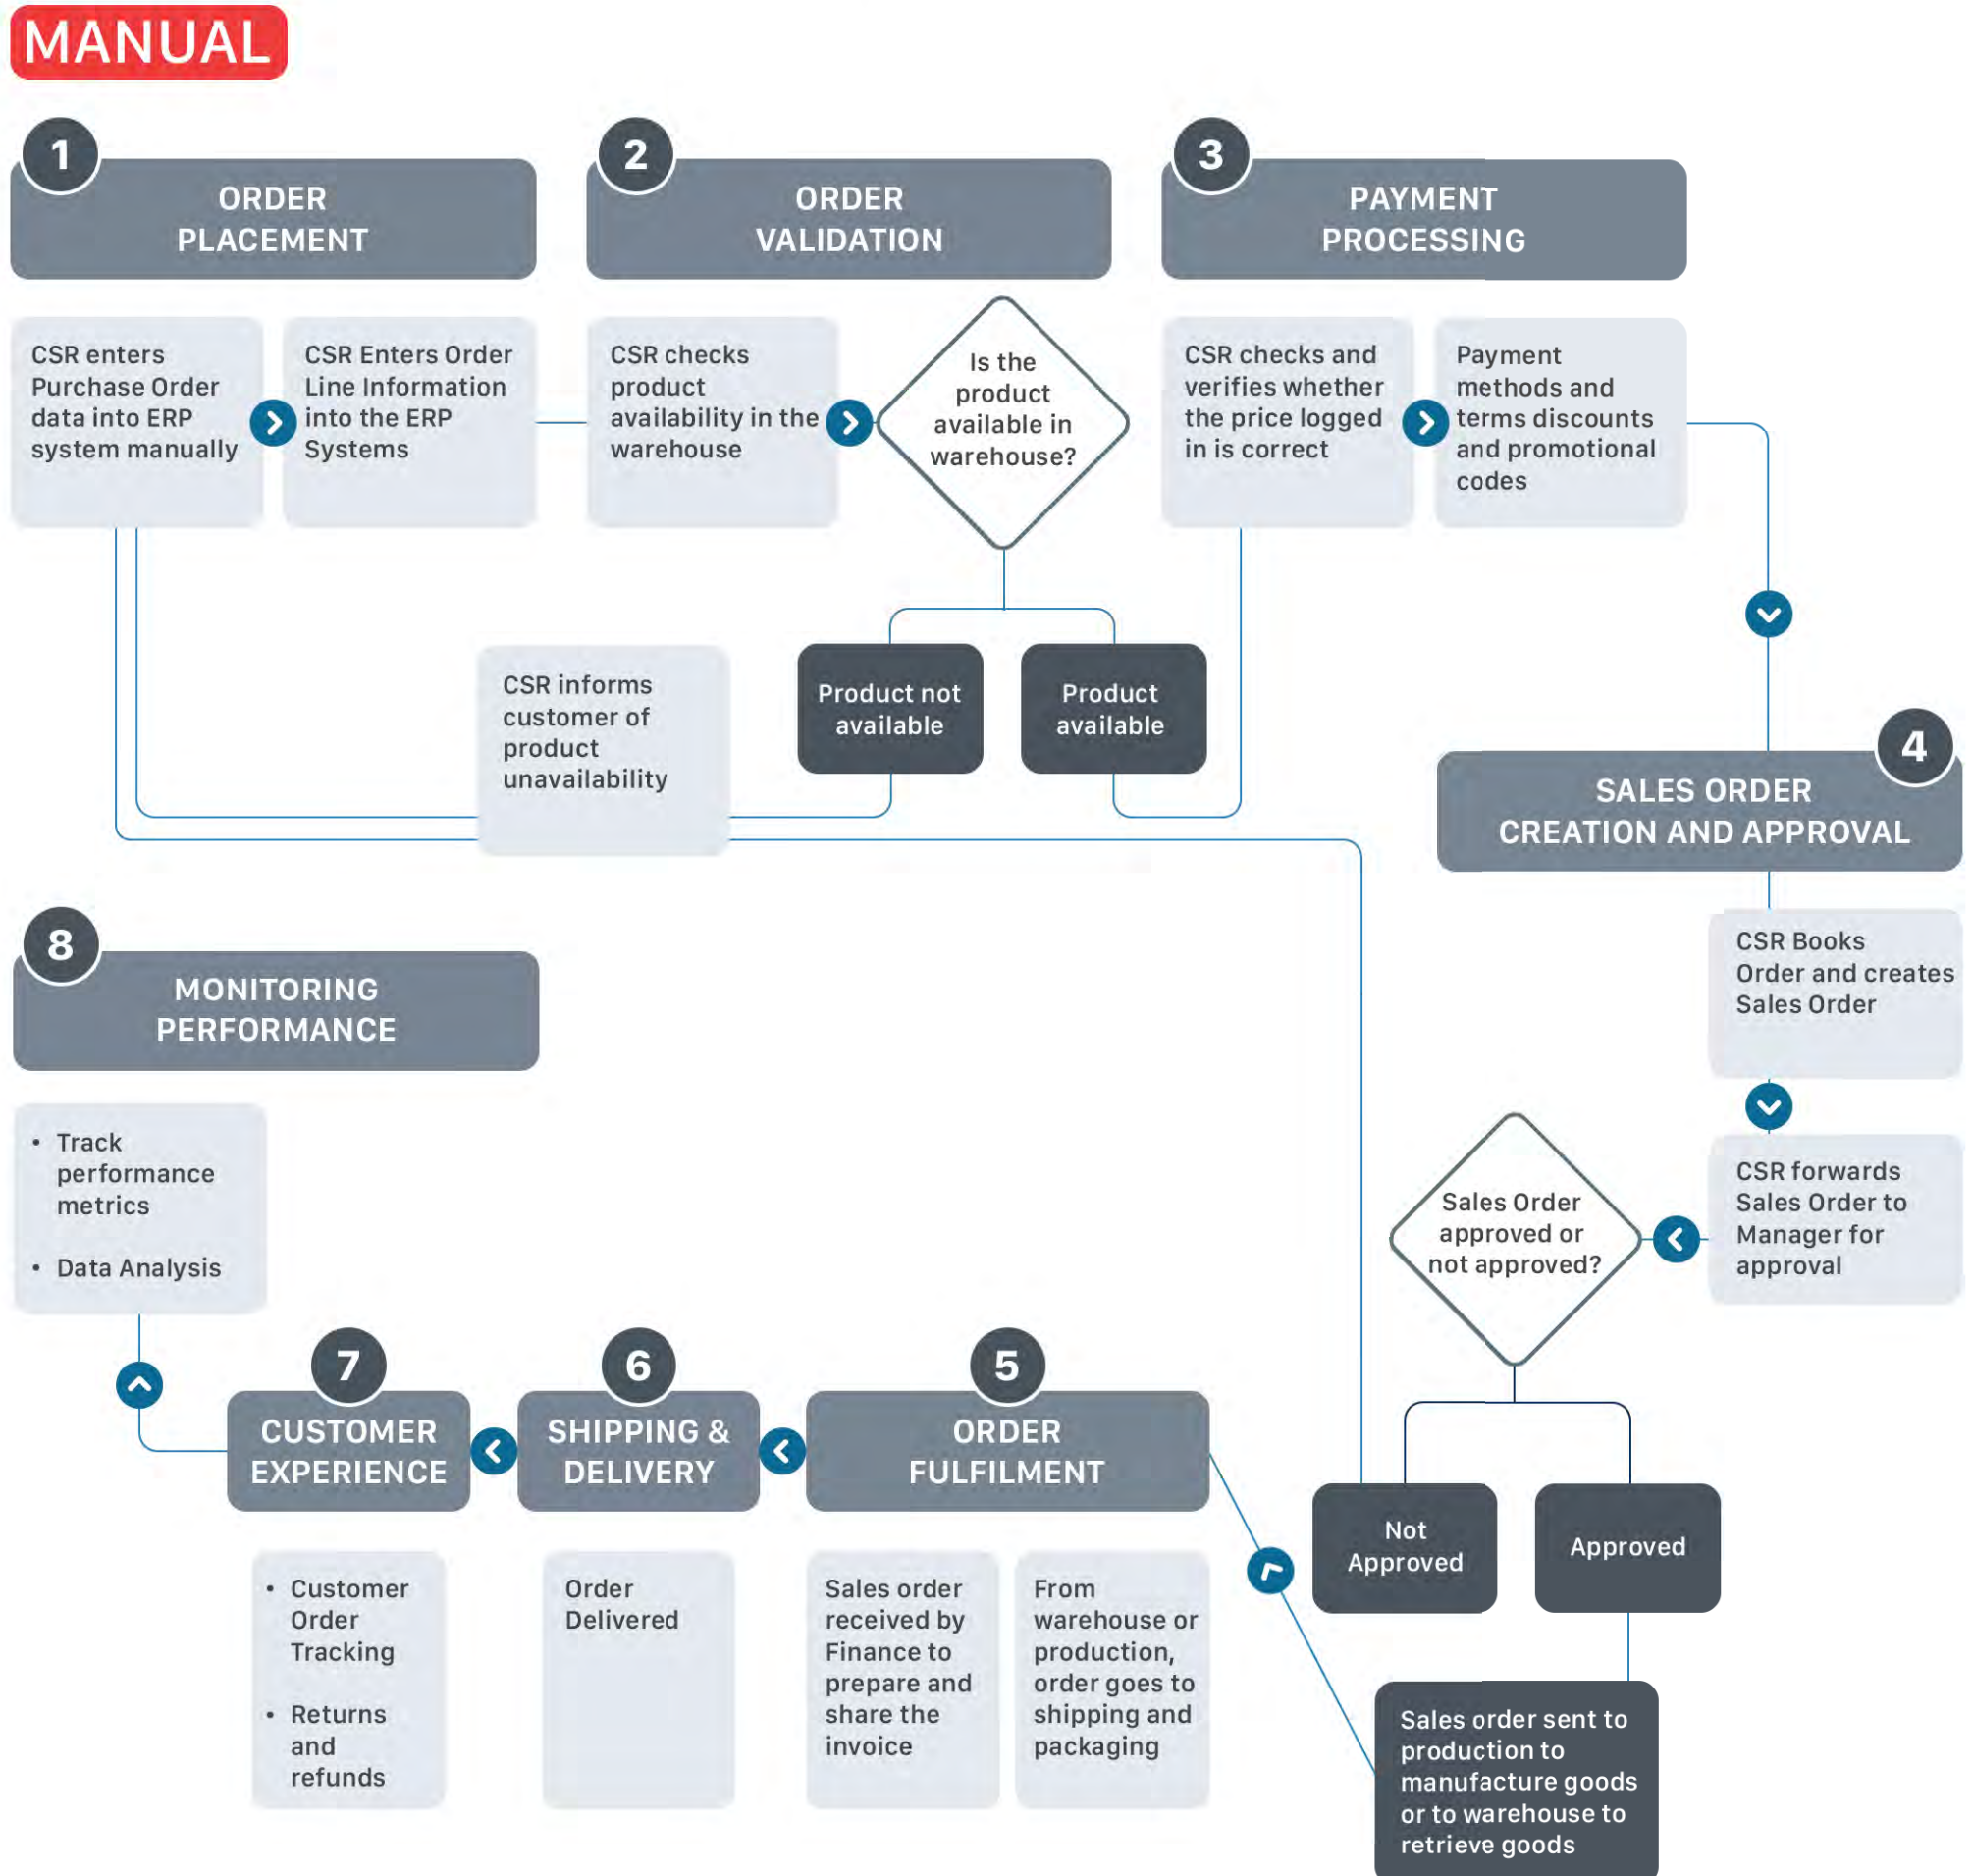 MANUAL
1
ORDER
PLACEMENT
2
ORDER
VALIDATION
3
PAYMENT
PROCESSING
CSR enters
Purchase Order
data into ERP
system manually
CSR Enters Order
Line Information
into the ERP
Systems
CSR checks
product
availability in the
warehouse
Is the
product
available in
warehouse?
CSR checks and
verifies whether
the price logged
in is correct
Payment
methods and
terms discounts
and promotional
codes
CSR informs
customer of
product
unavailability
Product not
available
Product
available
4
SALES ORDER
CREATION AND APPROVAL
CSR Books
Order and creates
Sales Order
CSR forwards
Sales Order to
Manager for
approval
Sales Order
approved or
not approved?
Not
Approved
Approved
Sales order sent to
production to
manufacture goods
or to warehouse to
retrieve goods
5
ORDER
FULFILMENT
Sales order
received by
Finance to
prepare and
share the
invoice
From
warehouse or
production,
order goes to
shipping and
packaging
6
SHIPPING &
DELIVERY
Order
Delivered
7
CUSTOMER
EXPERIENCE
• Customer
Order
Tracking
• Returns
and
refunds
8
MONITORING
PERFORMANCE
• Track
performance
metrics
• Data Analysis